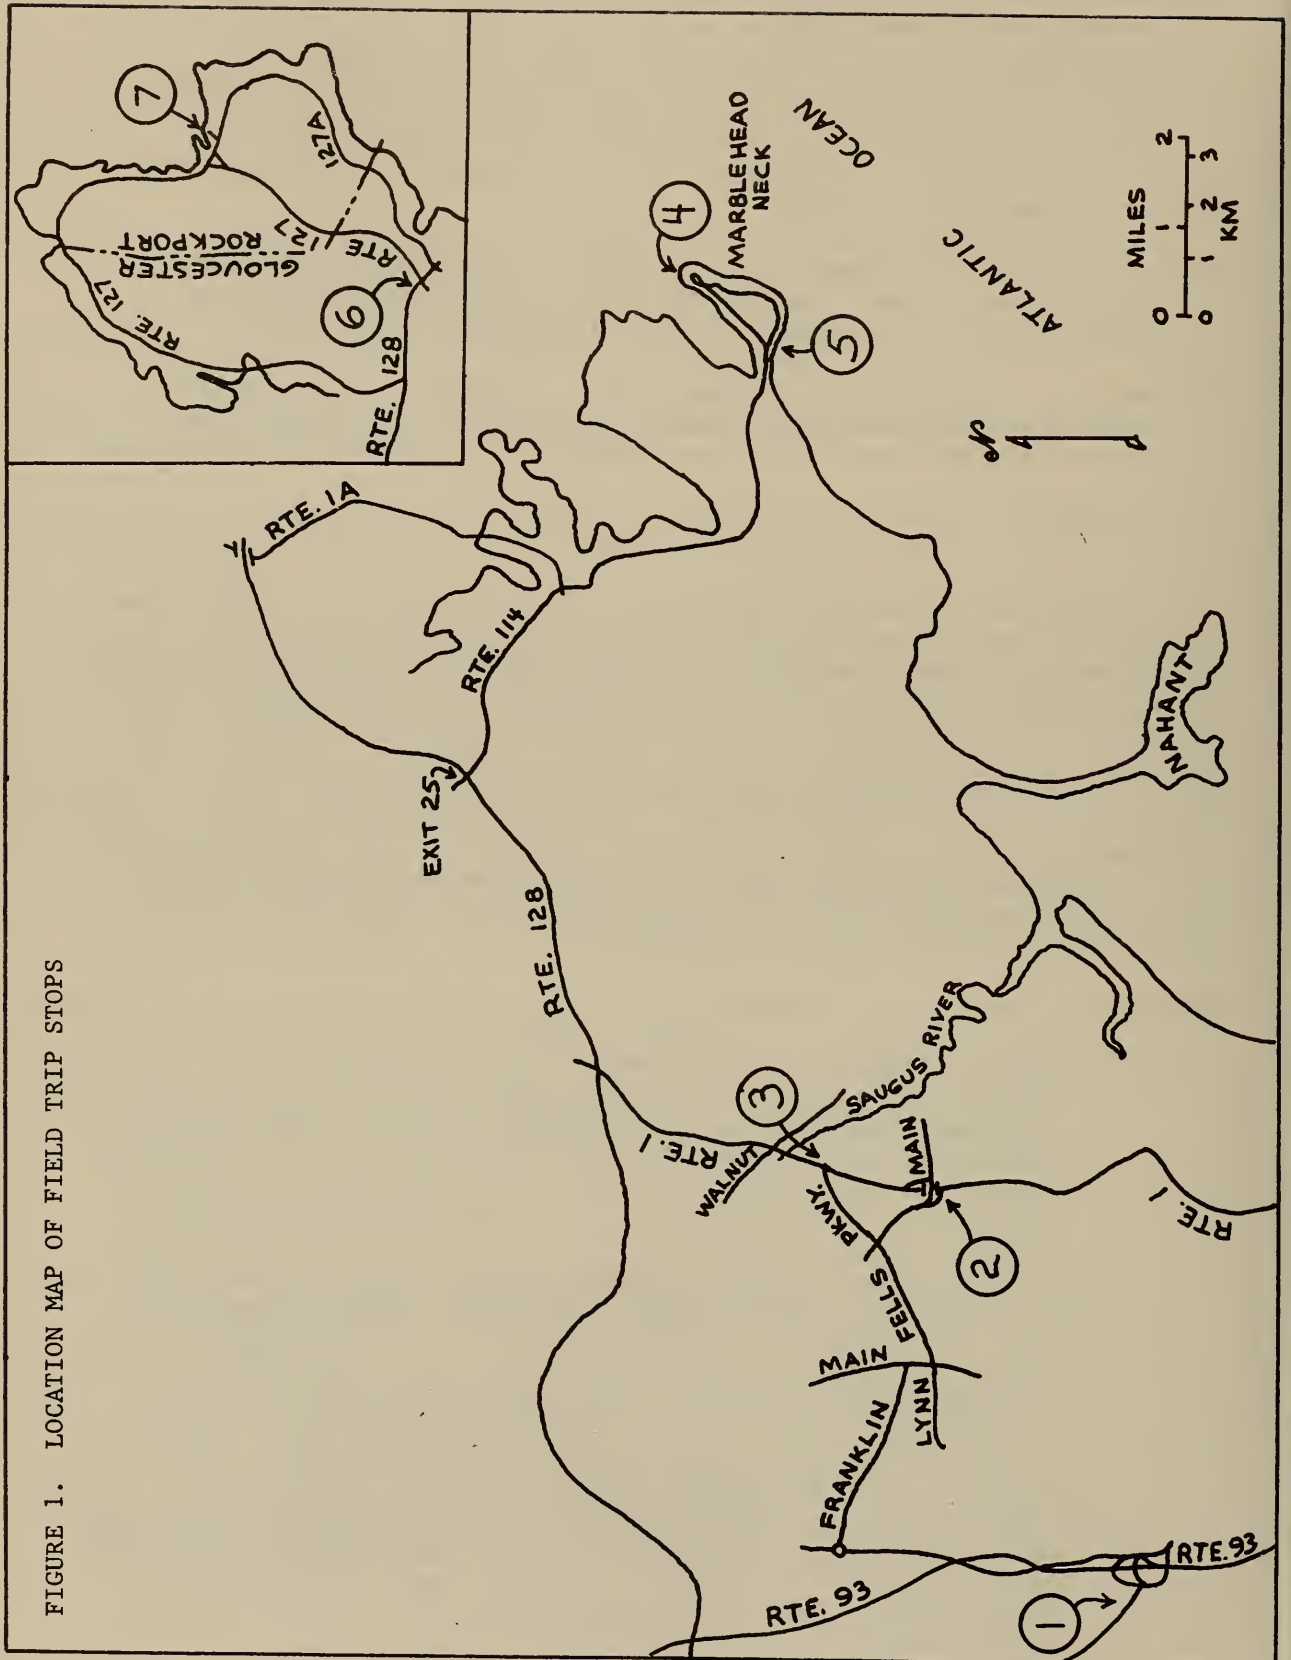 FIGURE 1. LOCATION MAP OF FIELD TRIP STOPS
RTE. 93
1
RTE. 93
FRANKLIN
MAIN
LYNN
FELLS
PKWY.
2
MAIN
RTE. 1
WALNUT
3
SAUGUS RIVER
RTE. 1
RTE. 128
EXIT 25
RTE. 114
RTE. 1A
NAHANT
N
5
4
MARBLEHEAD
NECK
ATLANTIC
OCEAN
MILES
0 1 2
0 1 2 3
KM
RTE. 128
6
RTE. 127
GLOUCESTER
ROCKPORT
RTE 127
127A
7